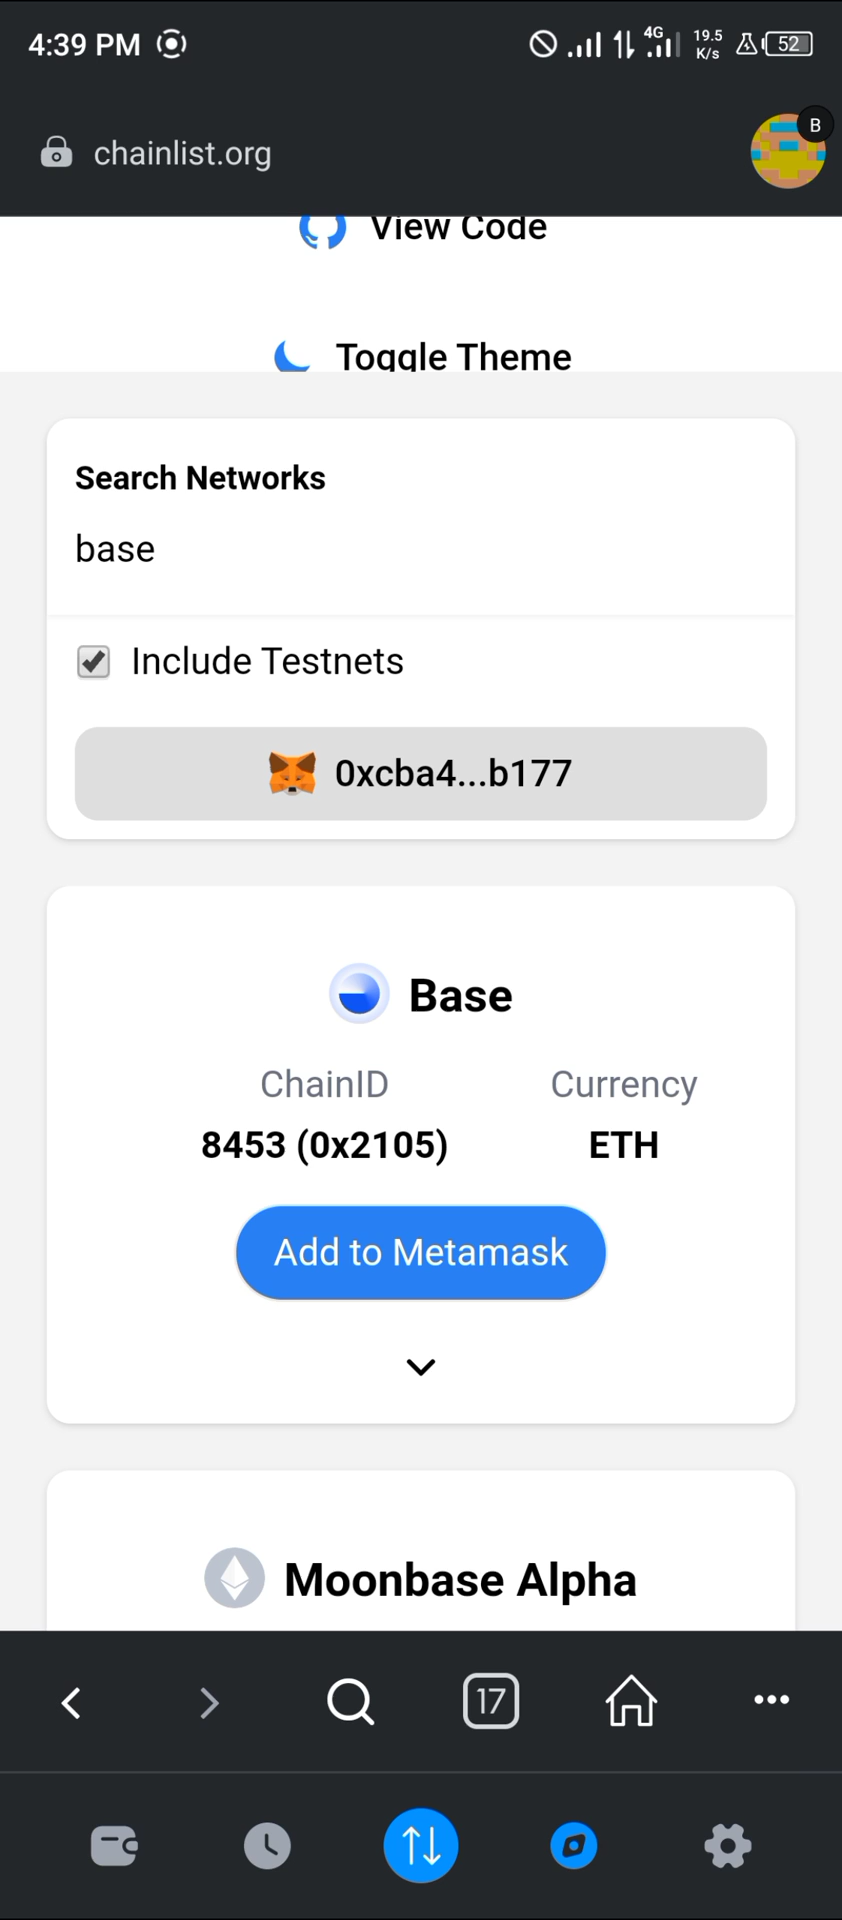 4:39 PM
4G
19.5
K/s
52
chainlist.org
B
View Code
Toggle Theme
Search Networks
base
Include Testnets
0xcba4...b177
Base
ChainID
Currency
8453 (0x2105)
ETH
Add to Metamask
Moonbase Alpha
17